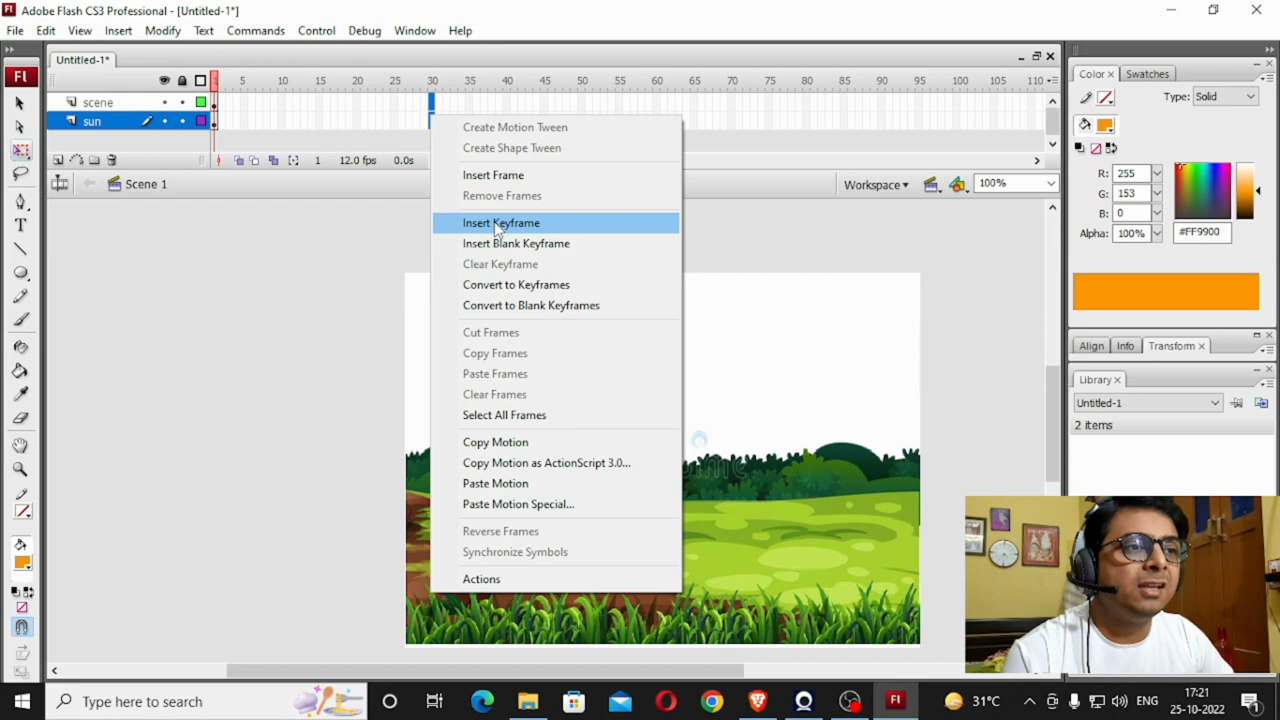 Fl Adobe Flash CS3 Professional - [Untitled-1*]
File Edit View Insert Modify Text Commands Control Debug Window Help
Untitled-1*
1 5 10 15 20 25 30 35 40 45 50 55 60 65 70 75 80 85 90 95 100 105 110
scene
sun
1 12.0 fps 0.0s
Scene 1
Workspace
100%
Fl
Create Motion Tween
Create Shape Tween
Insert Frame
Remove Frames
Insert Keyframe
Insert Blank Keyframe
Clear Keyframe
Convert to Keyframes
Convert to Blank Keyframes
Cut Frames
Copy Frames
Paste Frames
Clear Frames
Select All Frames
Copy Motion
Copy Motion as ActionScript 3.0...
Paste Motion
Paste Motion Special...
Reverse Frames
Synchronize Symbols
Actions
Color Swatches
Type: Solid
R: 255
G: 153
B: 0
Alpha: 100% #FF9900
Align Info Transform
Library
Untitled-1
2 items
Type here to search
Fl
31°C
ENG
17:21
25-10-2022
1